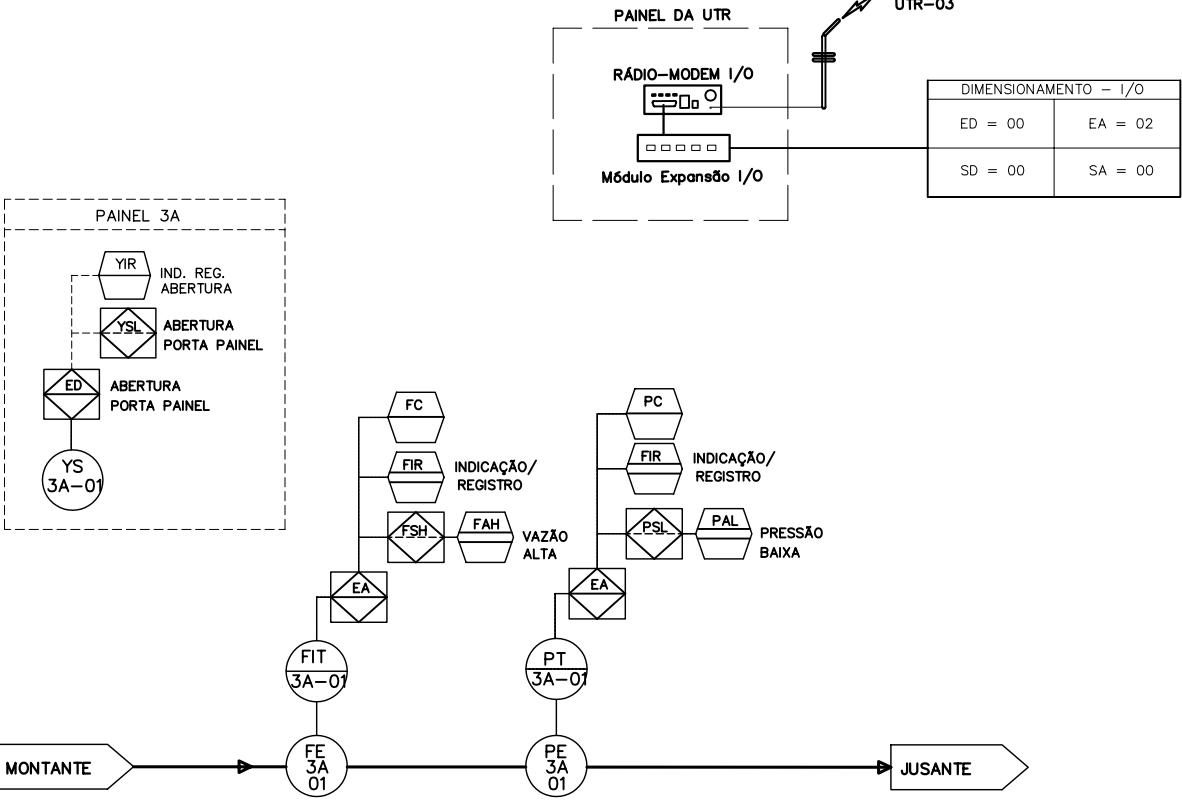 UTR-03
PAINEL DA UTR
RÁDIO-MODEM I/O
Módulo Expansão I/O
DIMENSIONAMENTO - I/O
ED = 00
EA = 02
SD = 00
SA = 00
PAINEL 3A
YIR
IND. REG.
ABERTURA
YSL
ABERTURA
PORTA PAINEL
ED
ABERTURA
PORTA PAINEL
YS
3A-01
FC
FIR
INDICAÇÃO/
REGISTRO
FSH
FAH
VAZÃO
ALTA
EA
FIT
3A-01
FE
3A
01
PC
FIR
INDICAÇÃO/
REGISTRO
PSL
PAL
PRESSÃO
BAIXA
EA
PT
3A-01
PE
3A
01
MONTANTE
JUSANTE